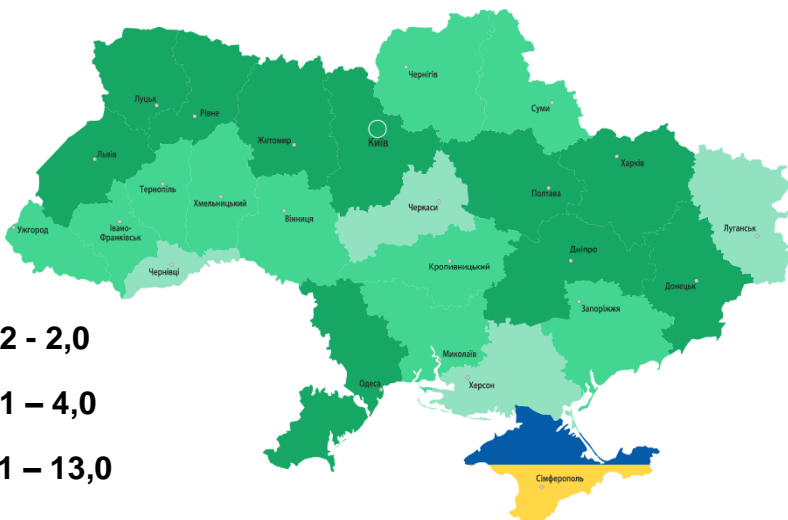 Чернігів
Луцьк
Рівне
Суми
Житомир
Київ
Львів
Харків
Тернопіль
Полтава
Хмельницький
Черкаси
Вінниця
Ужгород
Івано-
Франківськ
Луганськ
Чернівці
Дніпро
Кропивницький
Донецьк
Запоріжжя
2 - 2,0
Миколаїв
Одеса
Херсон
1 – 4,0
1 – 13,0
Сімферополь